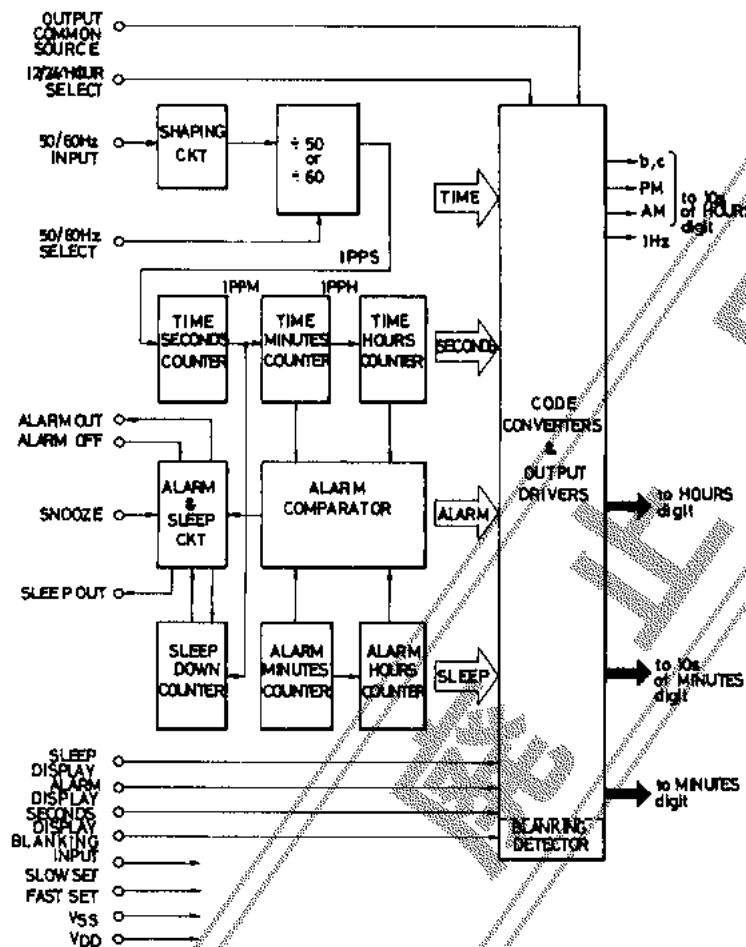 OUTPUT
COMMON
SOURCE
12/24 HOUR
SELECT
50/60Hz
INPUT
SHAPING
CKT
÷ 50
or
÷ 60
50/60Hz
SELECT
1PPS
1PPM
1PPH
TIME
SECONDS
COUNTER
TIME
MINUTES
COUNTER
TIME
HOURS
COUNTER
ALARM OUT
ALARM OFF
SNOOZE
SLEEP OUT
ALARM
&
SLEEP
CKT
ALARM
COMPARATOR
SLEEP
DOWN
COUNTER
ALARM
MINUTES
COUNTER
ALARM
HOURS
COUNTER
TIME
SECONDS
ALARM
SLEEP
CODE
CONVERTERS
&
OUTPUT
DRIVERS
b,c
PM
AM
1Hz
to 10s
of HOURS
digit
to HOURS
digit
to 10s
of MINUTES
digit
to MINUTES
digit
SLEEP
DISPLAY
ALARM
DISPLAY
SECONDS
DISPLAY
BLANKING
INPUT
SLOW SET
FAST SET
VSS
VDD
BLANKING
DETECTOR